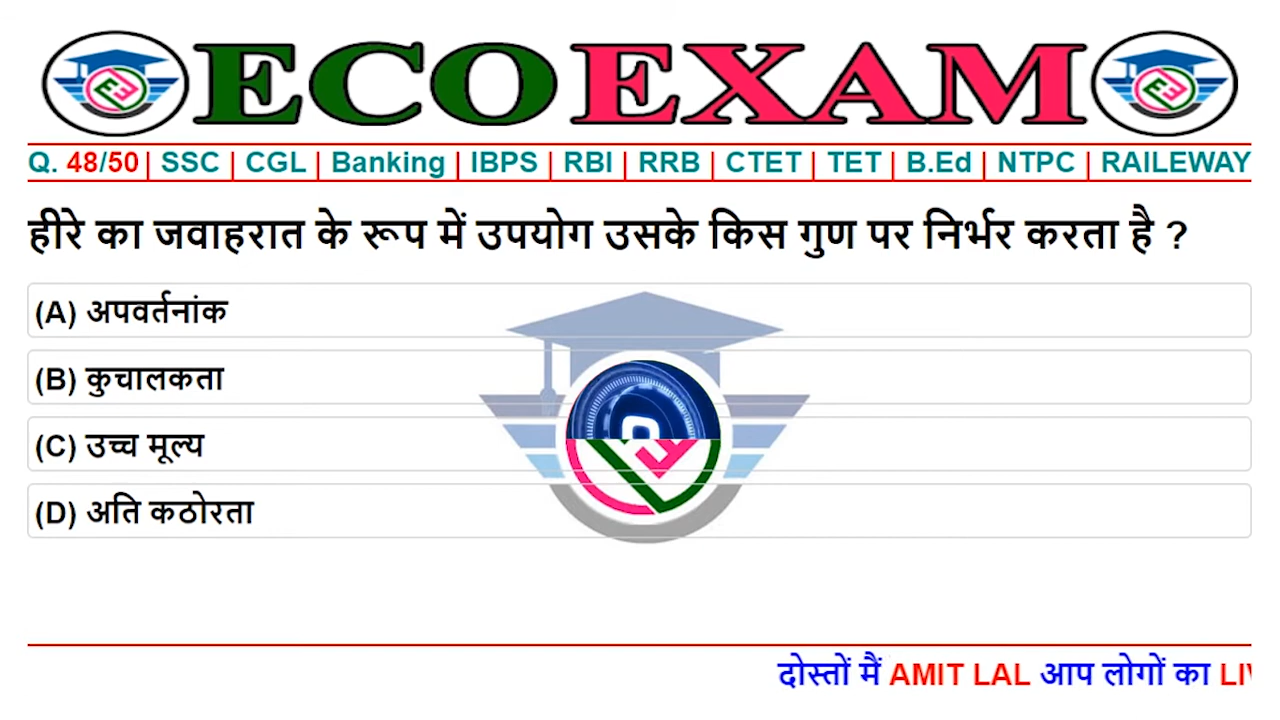 ECOEXAM
Q. 48/50| SSC | CGL | Banking | IBPS | RBI | RRB | CTET | TET | B.Ed | NTPC | RAILEWAY
हीरे का जवाहरात के रूप में उपयोग उसके किस गुण पर निर्भर करता है ?
(A) अपवर्तनांक
(B) कुचालकता
(C) उच्च मूल्य
(D) अति कठोरता
दोस्तों मैं AMIT LAL आप लोगों का